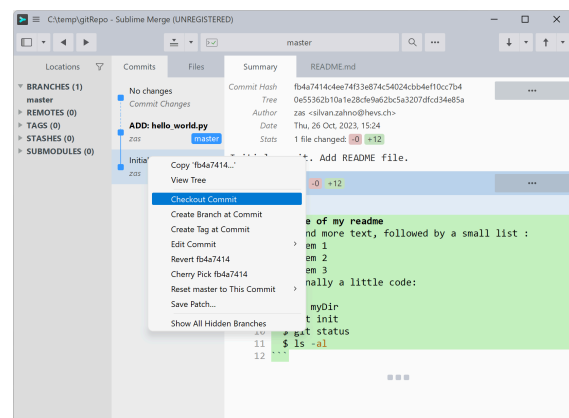 C:\temp\gitRepo - Sublime Merge (UNREGISTERED)
master
Locations
Commits
Files
Summary
README.md
BRANCHES (1)
master
REMOTES (0)
TAGS (0)
STASHES (0)
SUBMODULES (0)
No changes
Commit Changes
ADD: hello_world.py
zas
master
Initia
zas
Commit Hash fb4a7414c4ee74f33e874c54024cbb4ef10cc7b4
Tree 0e55362b10a1e28cfe9a62bc5a3207dfcd34e85a
Author zas <silvan.zahno@hevs.ch>
Date Thu, 26 Oct, 2023, 15:24
Stats 1 file changed: -0 +12
it. Add README file.
-0 +12
Copy 'fb4a7414...'
View Tree
Checkout Commit
Create Branch at Commit
Create Tag at Commit
Edit Commit
Revert fb4a7414
Cherry Pick fb4a7414
Reset master to This Commit
Save Patch...
Show All Hidden Branches
e of my readme
nd more text, followed by a small list :
em 1
em 2
em 3
nally a little code:
myDir
t init
10 $ git status
11 $ ls -al
12 ```